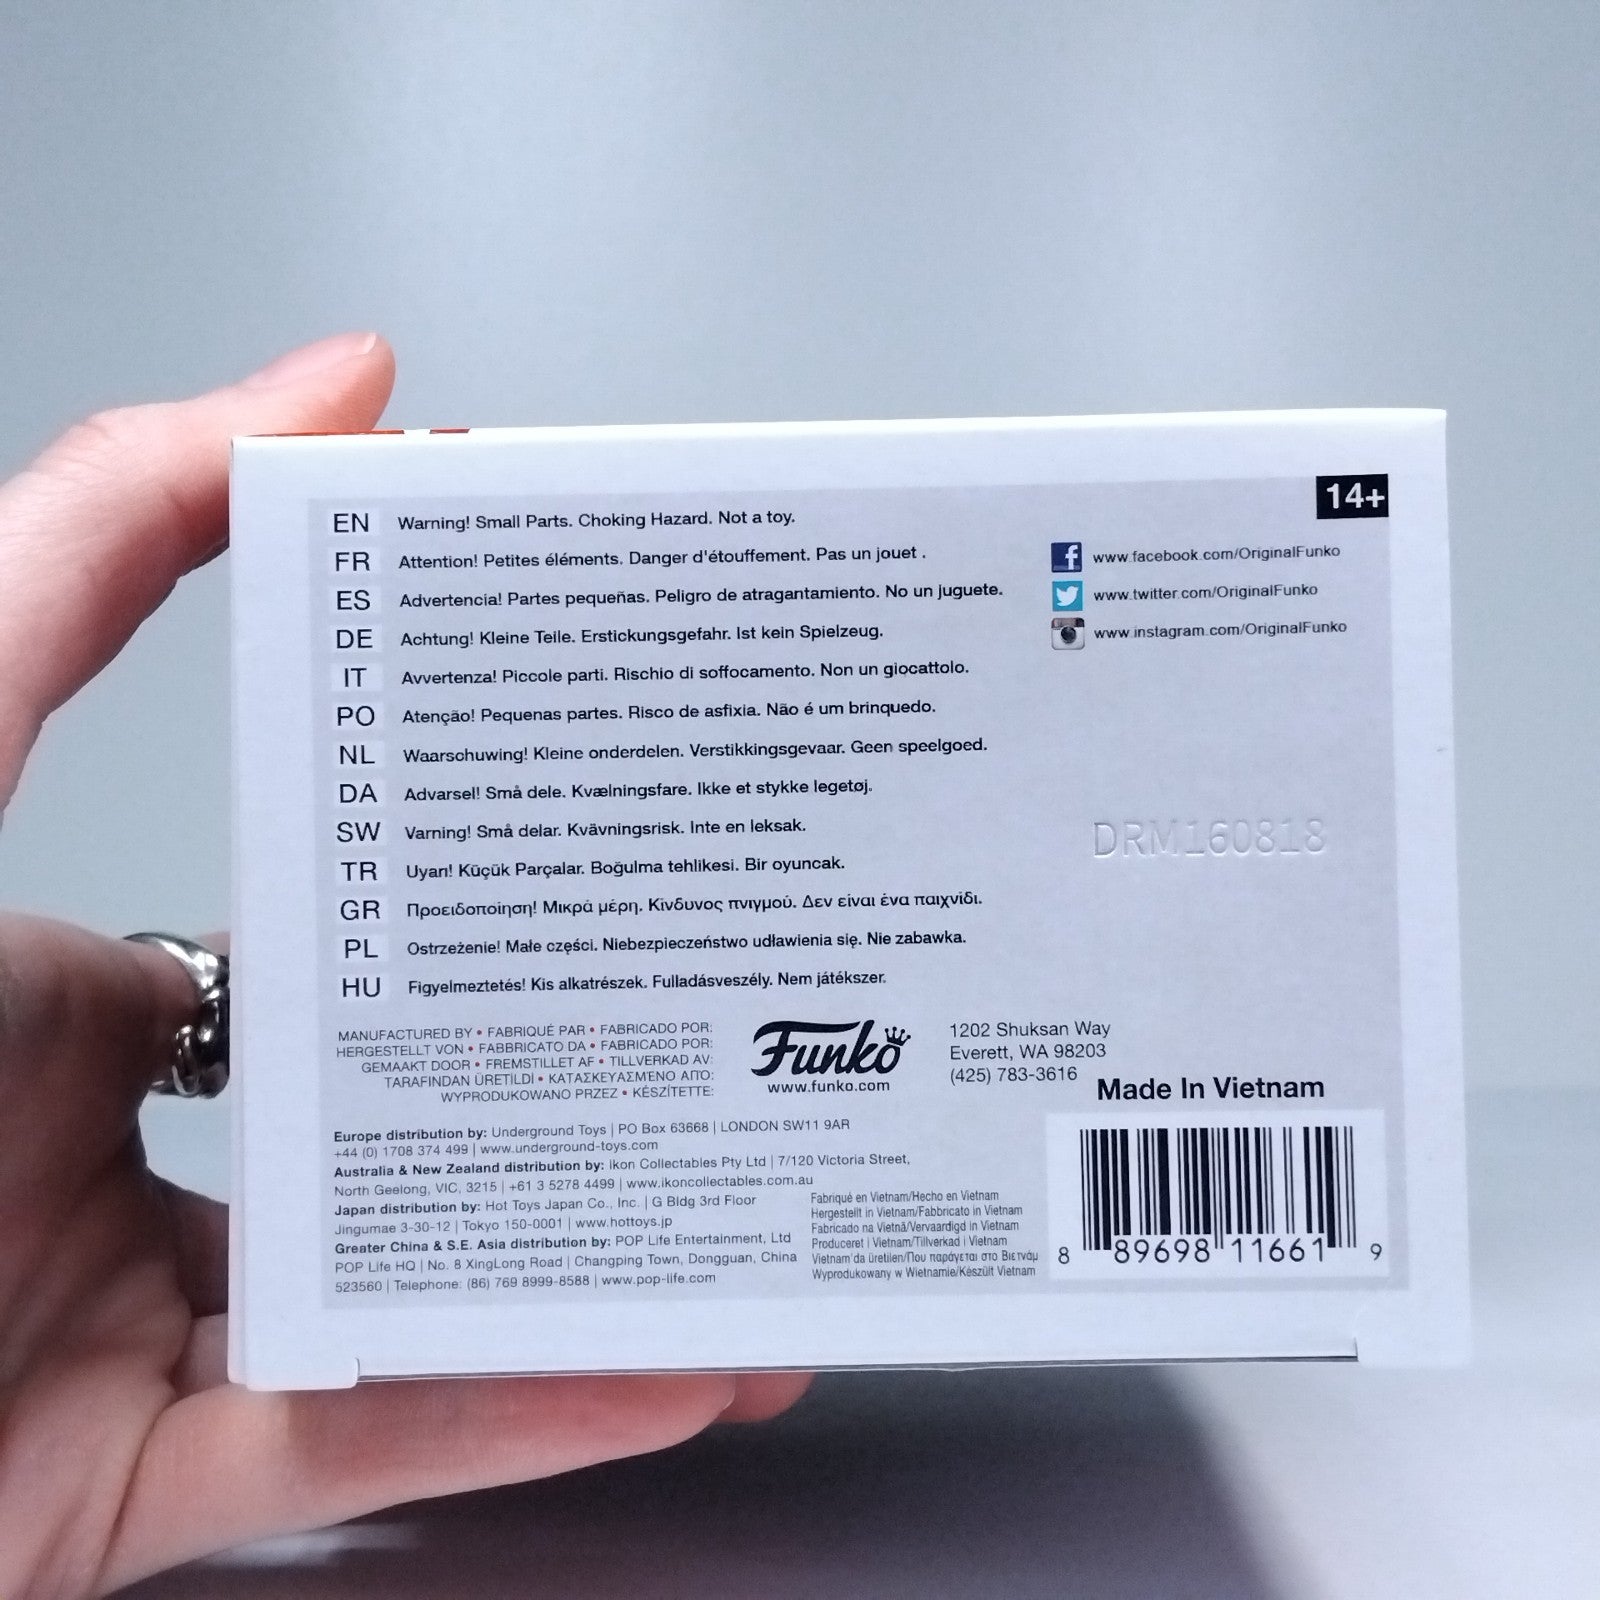 14+
EN Warning! Small Parts. Choking Hazard. Not a toy.
FR Attention! Petites éléments. Danger d'étouffement. Pas un jouet .
ES Advertencia! Partes pequeñas. Peligro de atragantamiento. No un juguete.
DE Achtung! Kleine Teile. Erstickungsgefahr. Ist kein Spielzeug.
IT Avvertenza! Piccole parti. Rischio di soffocamento. Non un giocattolo.
PO Atenção! Pequenas partes. Risco de asfixia. Não é um brinquedo.
NL Waarschuwing! Kleine onderdelen. Verstikkingsgevaar. Geen speelgoed.
DA Advarsel! Små dele. Kvælningsfare. Ikke et stykke legetøj.
SW Varning! Små delar. Kvävningsrisk. Inte en leksak.
TR Uyarı! Küçük Parçalar. Boğulma tehlikesi. Bir oyuncak.
GR Προειδοποίηση! Μικρά μέρη. Κίνδυνος πνιγμού. Δεν είναι ένα παιχνίδι.
PL Ostrzeżenie! Małe części. Niebezpieczeństwo udławienia się. Nie zabawka.
HU Figyelmeztetés! Kis alkatrészek. Fulladásveszély. Nem játékszer.
www.facebook.com/OriginalFunko
www.twitter.com/OriginalFunko
www.instagram.com/OriginalFunko
DRM160818
MANUFACTURED BY • FABRIQUÉ PAR • FABRICADO POR:
HERGESTELLT VON • FABBRICATO DA • FABRICADO POR:
GEMAAKT DOOR • FREMSTILLET AF • TILLVERKAD AV:
TARAFINDAN ÜRETİLDİ • ΚΑΤΑΣΚΕΥΑΣΜΈΝΟ ΑΠΌ:
WYPRODUKOWANO PRZEZ • KÉSZÍTETTE:
Funko
www.funko.com
1202 Shuksan Way
Everett, WA 98203
(425) 783-3616
Made In Vietnam
Europe distribution by: Underground Toys | PO Box 63668 | LONDON SW11 9AR
+44 (0) 1708 374 499 | www.underground-toys.com
Australia & New Zealand distribution by: ikon Collectables Pty Ltd | 7/120 Victoria Street,
North Geelong, VIC, 3215 | +61 3 5278 4499 | www.ikoncollectables.com.au
Japan distribution by: Hot Toys Japan Co., Inc. | G Bldg 3rd Floor
Jingumae 3-30-12 | Tokyo 150-0001 | www.hottoys.jp
Greater China & S.E. Asia distribution by: POP Life Entertainment, Ltd
POP Life HQ | No. 8 XingLong Road | Changping Town, Dongguan, China
523560 | Telephone: (86) 769 8999-8588 | www.pop-life.com
Fabriqué en Vietnam/Hecho en Vietnam
Hergestellt in Vietnam/Fabbricato in Vietnam
Fabricado na Vietnã/Vervaardigd in Vietnam
Produceret i Vietnam/Tillverkad i Vietnam
Vietnam'da üretilen/Που παράγεται στο Βιετνάμ
Wyprodukowany w Wietnamie/Készült Vietnam
8 89698 11661 9